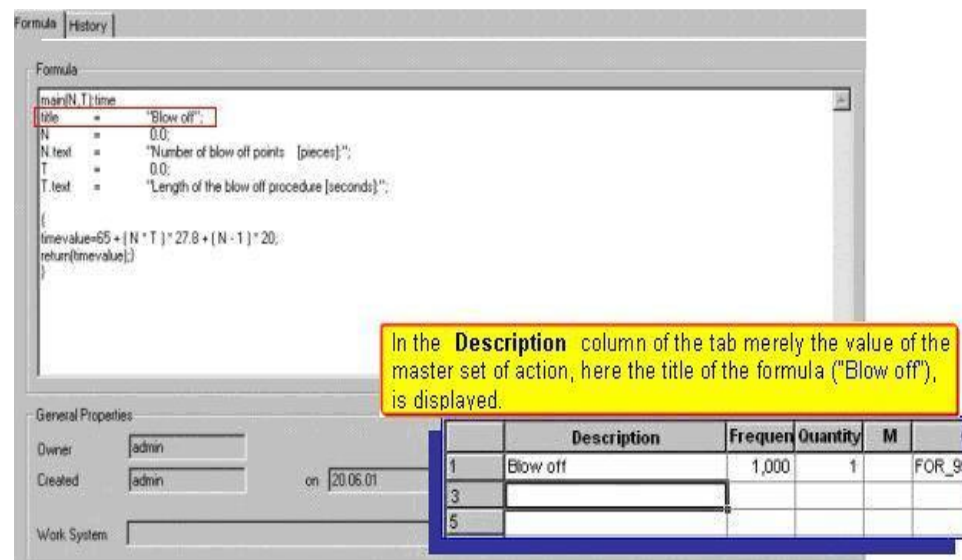 Formula History
Formula
main(N,T):time
title = "Blow off";
N = 0.0;
N.text = "Number of blow off points [pieces]:";
T = 0.0;
T.text = "Length of the blow off procedure [seconds]:";
{
timevalue=65 + ( N * T ) * 27.8 + ( N - 1 ) * 20;
return(timevalue);}
}
In the Description column of the tab merely the value of the
master set of action, here the title of the formula ("Blow off"),
is displayed.
General Properties
Owner admin
Created admin on 20.06.01
Work System
Description Frequen Quantity M
1 Blow off 1,000 1 FOR_9
3
5